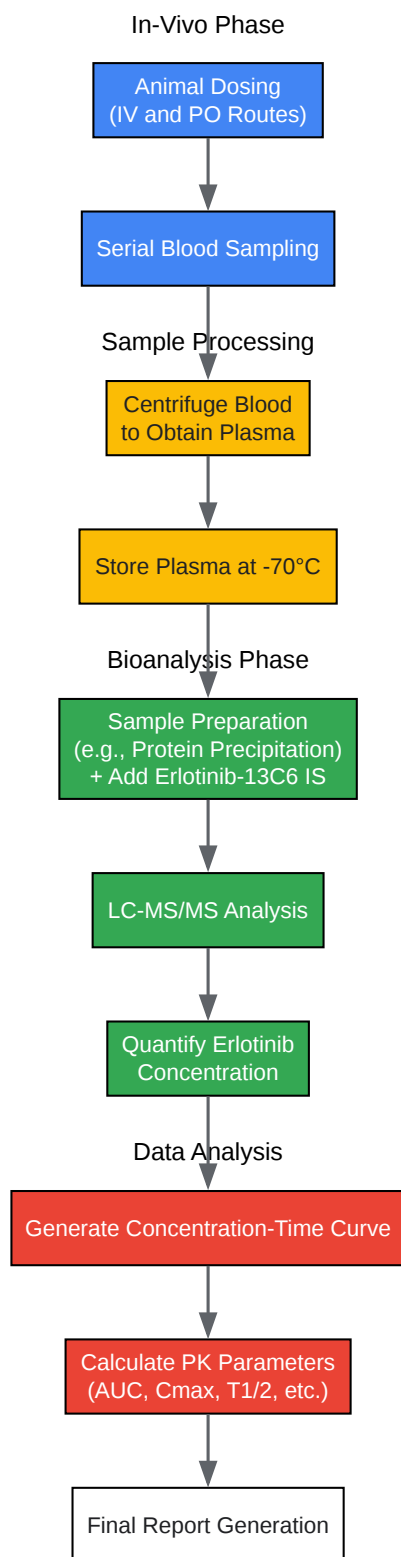 In-Vivo Phase
Animal Dosing
(IV and PO Routes)
Serial Blood Sampling
Sample Processing
Centrifuge Blood
to Obtain Plasma
Store Plasma at -70°C
Bioanalysis Phase
Sample Preparation
(e.g., Protein Precipitation)
+ Add Erlotinib-13C6 IS
LC-MS/MS Analysis
Quantify Erlotinib
Concentration
Data Analysis
Generate Concentration-Time Curve
Calculate PK Parameters
(AUC, Cmax, T1/2, etc.)
Final Report Generation